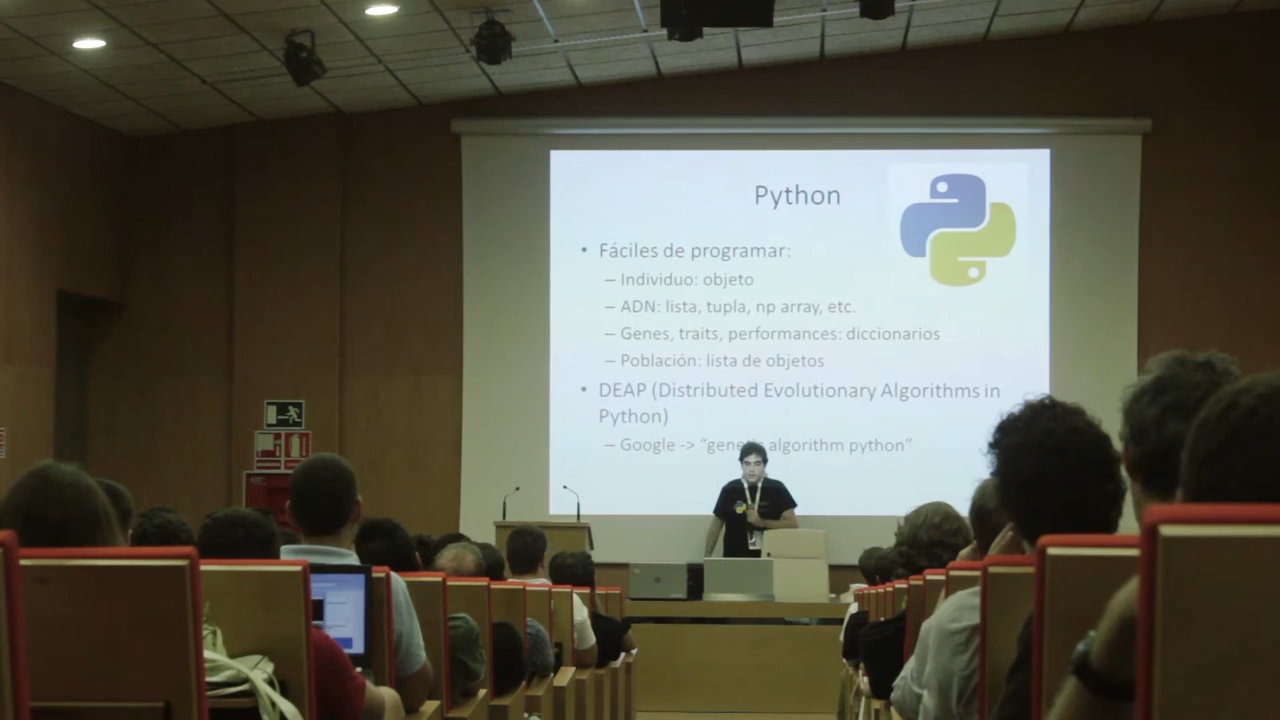 Python
• Fáciles de programar:
– Individuo: objeto
– ADN: lista, tupla, np array, etc.
– Genes, traits, performances: diccionarios
– Población: lista de objetos
• DEAP (Distributed Evolutionary Algorithms in
Python)
– Google -> “genetic algorithm python”